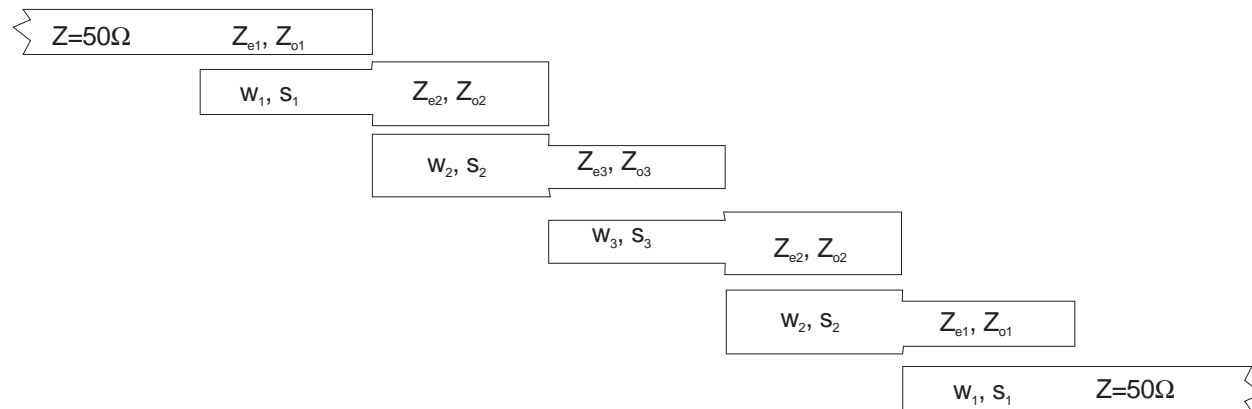 Z=50Ω Zₑ₁, Zₒ₁
w₁, s₁ Zₑ₂, Zₒ₂
w₂, s₂ Zₑ₃, Zₒ₃
w₃, s₃ Zₑ₂, Zₒ₂
w₂, s₂ Zₑ₁, Zₒ₁
w₁, s₁ Z=50Ω